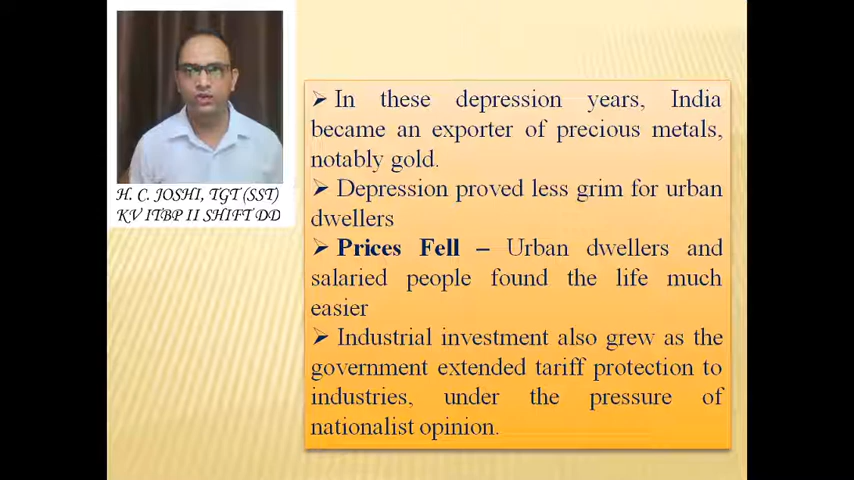 H. C. JOSHI, TGT (SST)
KV ITBP II SHIFT DD
➢ In these depression years, India
became an exporter of precious metals,
notably gold.
➢ Depression proved less grim for urban
dwellers
➢ Prices Fell – Urban dwellers and
salaried people found the life much
easier
➢ Industrial investment also grew as the
government extended tariff protection to
industries, under the pressure of
nationalist opinion.